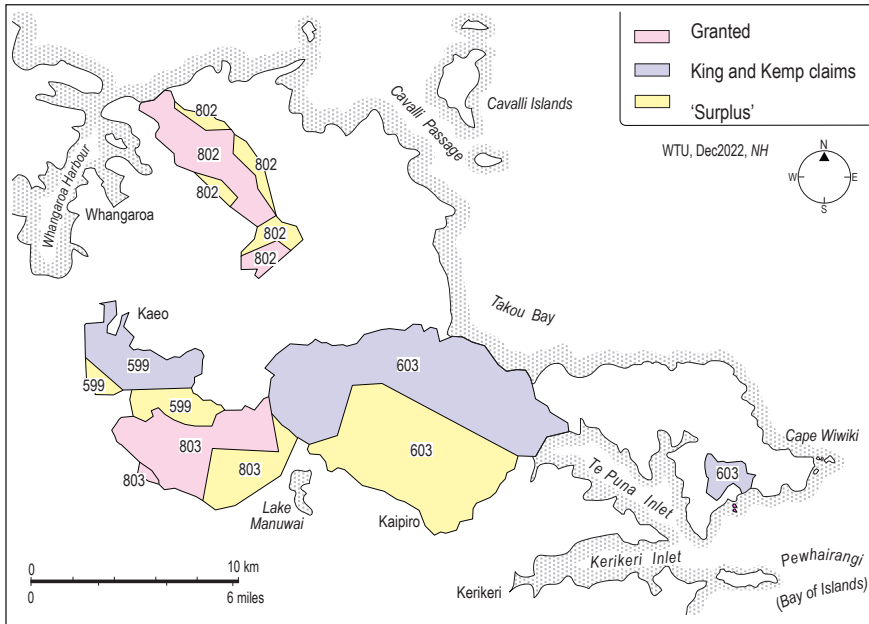 Granted
King and Kemp claims
'Surplus'
WTU, Dec2022, NH
N
W
E
S
Cavalli Islands
Cavalli Passage
Whangaroa Harbour
Whangaroa
802
802
802
802
802
802
Kaeo
Takou Bay
599
599
599
603
603
603
803
803
803
Cape Wiwiki
Te Puna Inlet
Lake
Manuwai
Kaipiro
Kerikeri Inlet
Kerikeri
Pewhairangi
(Bay of Islands)
0
10 km
0
6 miles